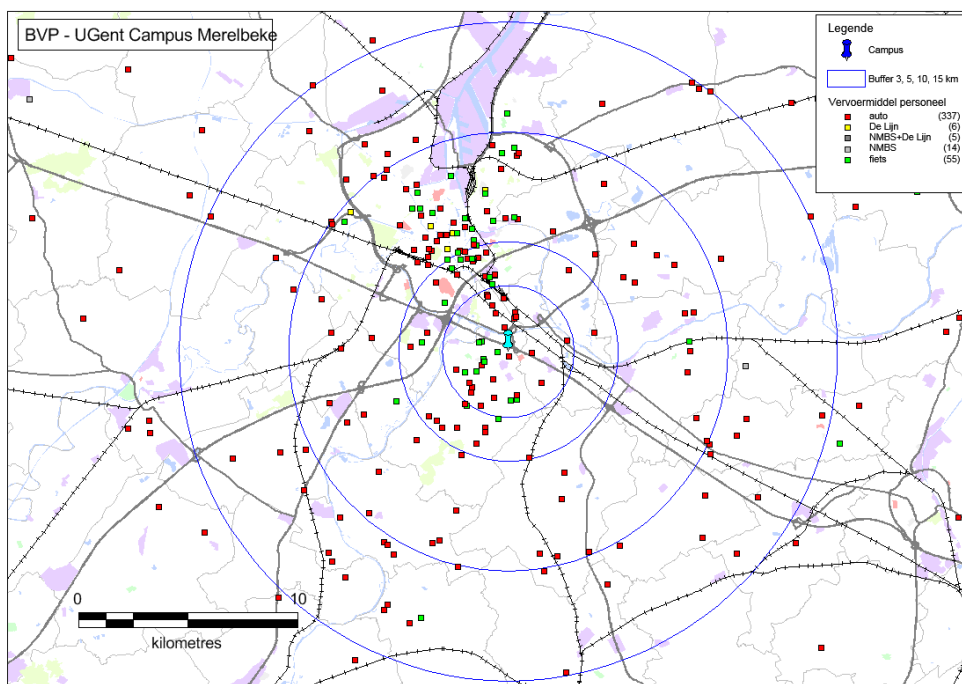 BVP - UGent Campus Merelbeke
Legende
Campus
Buffer 3, 5, 10, 15 km
Vervoermiddel personeel
auto (337)
De Lijn (6)
NMBS+De Lijn (5)
NMBS (14)
fiets (55)
0 10
kilometres